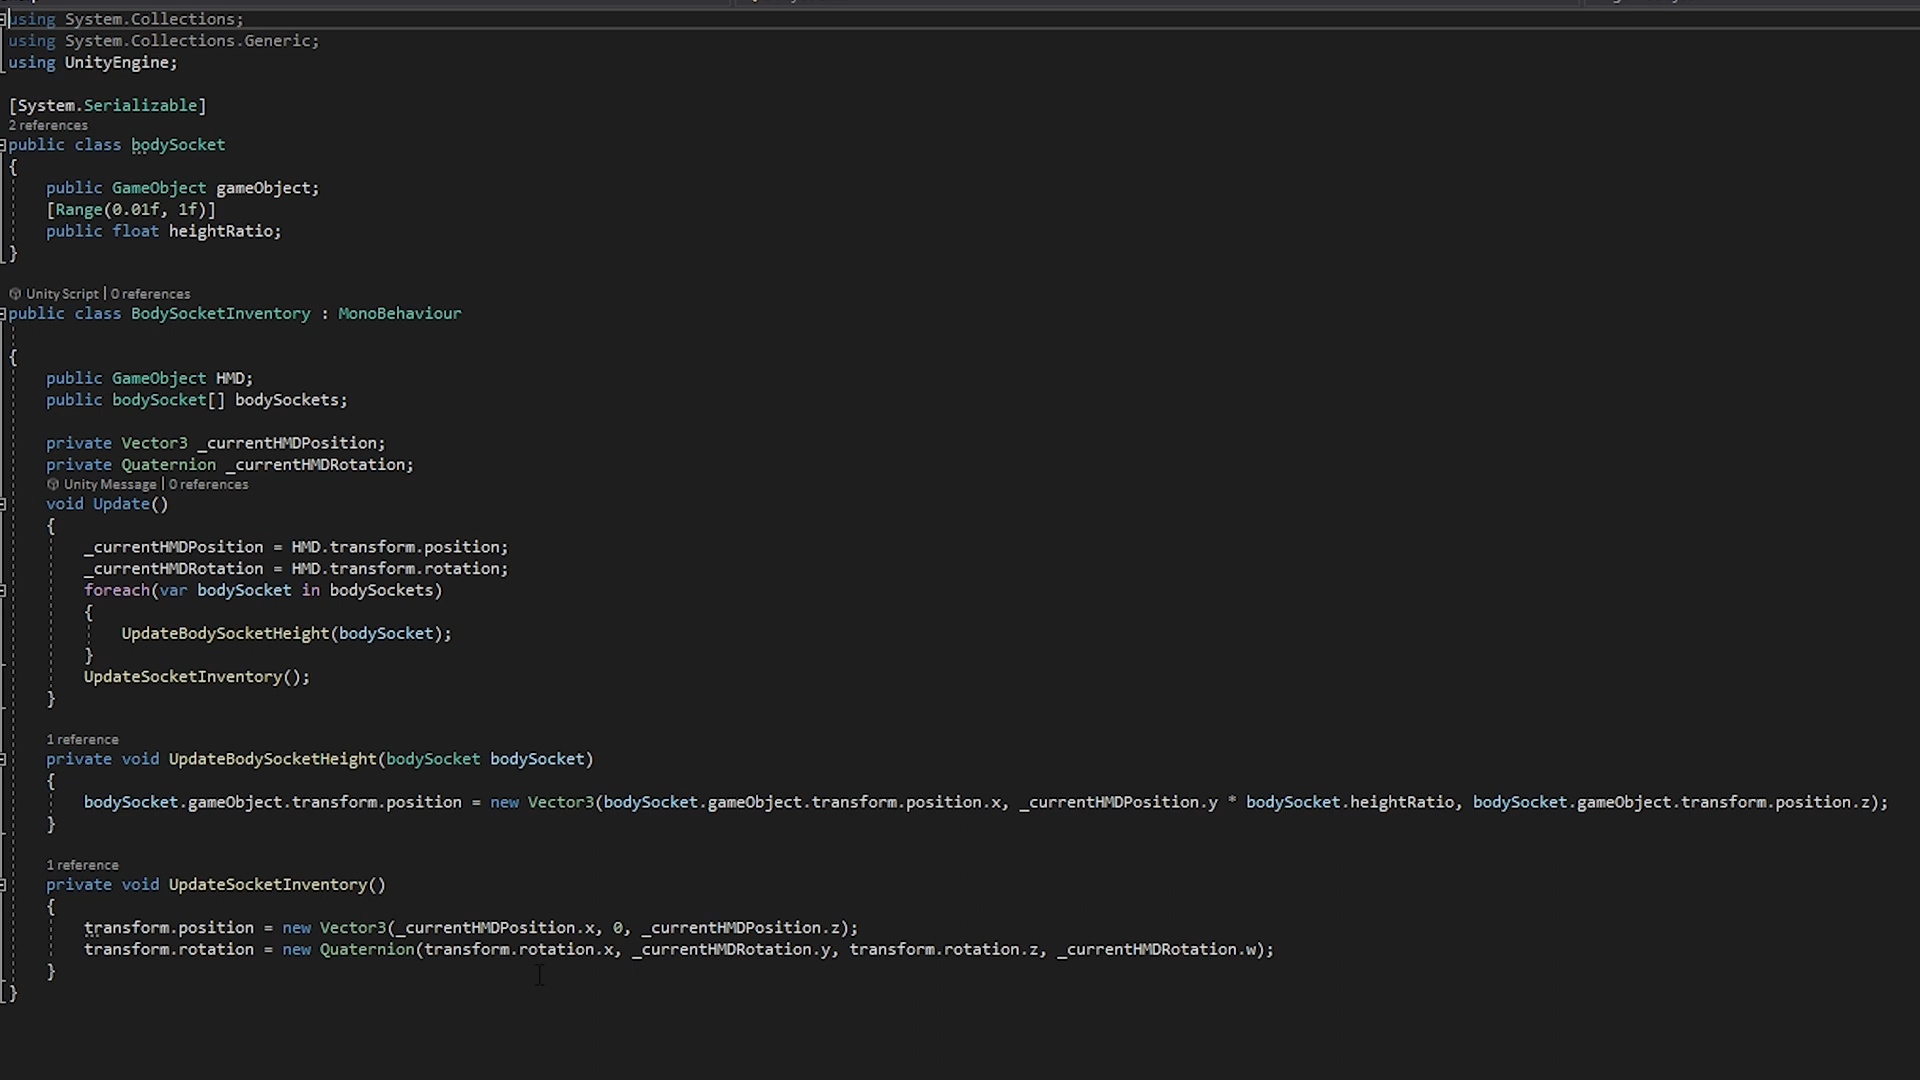 using System.Collections;
using System.Collections.Generic;
using UnityEngine;
[System.Serializable]
2 references
public class bodySocket
{
public GameObject gameObject;
[Range(0.01f, 1f)]
public float heightRatio;
}
Unity Script | 0 references
public class BodySocketInventory : MonoBehaviour
{
public GameObject HMD;
public bodySocket[] bodySockets;
private Vector3 _currentHMDPosition;
private Quaternion _currentHMDRotation;
Unity Message | 0 references
void Update()
{
_currentHMDPosition = HMD.transform.position;
_currentHMDRotation = HMD.transform.rotation;
foreach(var bodySocket in bodySockets)
{
UpdateBodySocketHeight(bodySocket);
}
UpdateSocketInventory();
}
1 reference
private void UpdateBodySocketHeight(bodySocket bodySocket)
{
bodySocket.gameObject.transform.position = new Vector3(bodySocket.gameObject.transform.position.x, _currentHMDPosition.y * bodySocket.heightRatio, bodySocket.gameObject.transform.position.z);
}
1 reference
private void UpdateSocketInventory()
{
transform.position = new Vector3(_currentHMDPosition.x, 0, _currentHMDPosition.z);
transform.rotation = new Quaternion(transform.rotation.x, _currentHMDRotation.y, transform.rotation.z, _currentHMDRotation.w);
}
}